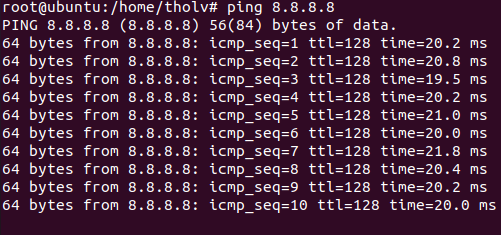 root@ubuntu:/home/tholv# ping 8.8.8.8
PING 8.8.8.8 (8.8.8.8) 56(84) bytes of data.
64 bytes from 8.8.8.8: icmp_seq=1 ttl=128 time=20.2 ms
64 bytes from 8.8.8.8: icmp_seq=2 ttl=128 time=20.8 ms
64 bytes from 8.8.8.8: icmp_seq=3 ttl=128 time=19.5 ms
64 bytes from 8.8.8.8: icmp_seq=4 ttl=128 time=20.2 ms
64 bytes from 8.8.8.8: icmp_seq=5 ttl=128 time=21.0 ms
64 bytes from 8.8.8.8: icmp_seq=6 ttl=128 time=20.0 ms
64 bytes from 8.8.8.8: icmp_seq=7 ttl=128 time=21.8 ms
64 bytes from 8.8.8.8: icmp_seq=8 ttl=128 time=20.4 ms
64 bytes from 8.8.8.8: icmp_seq=9 ttl=128 time=20.2 ms
64 bytes from 8.8.8.8: icmp_seq=10 ttl=128 time=20.0 ms